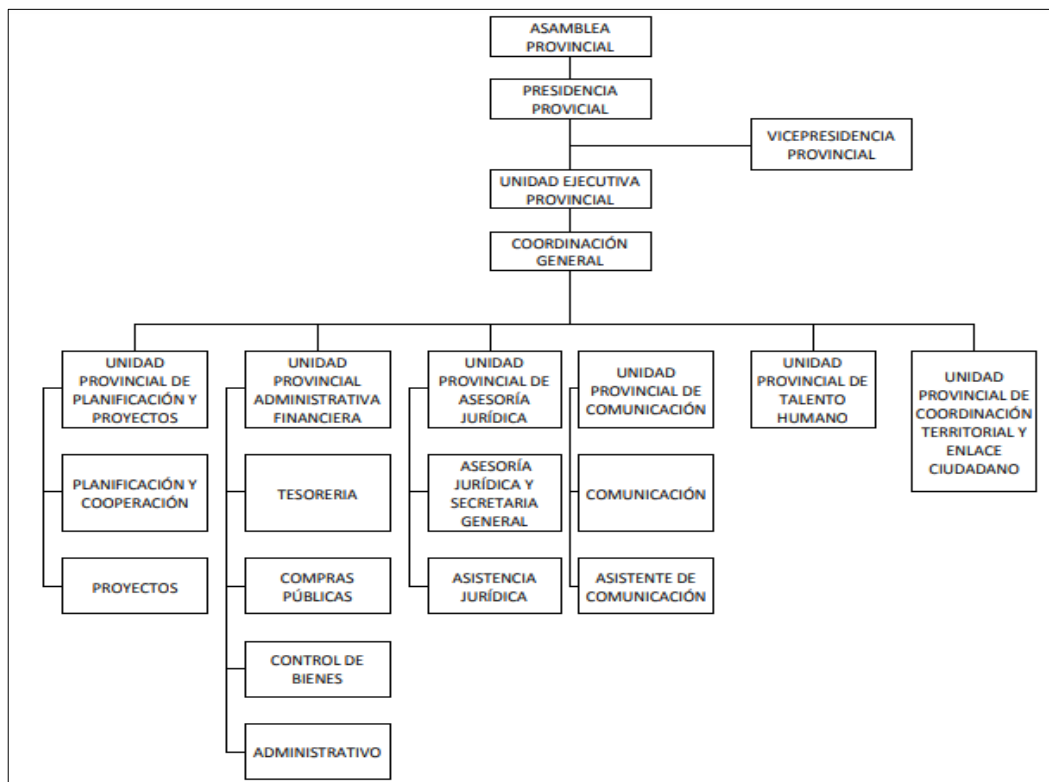 ASAMBLEA
PROVINCIAL
PRESIDENCIA
PROVICIAL
VICEPRESIDENCIA
PROVINCIAL
UNIDAD EJECUTIVA
PROVINCIAL
COORDINACIÓN
GENERAL
UNIDAD
PROVINCIAL DE
PLANIFICACIÓN Y
PROYECTOS
UNIDAD
PROVINCIAL
ADMINISTRATIVA
FINANCIERA
UNIDAD
PROVINCIAL DE
ASESORÍA
JURÍDICA
UNIDAD
PROVINCIAL DE
COMUNICACIÓN
UNIDAD
PROVINCIAL DE
TALENTO
HUMANO
UNIDAD
PROVINCIAL DE
COORDINACIÓN
TERRITORIAL Y
ENLACE
CIUDADANO
PLANIFICACIÓN Y
COOPERACIÓN
TESORERIA
ASESORÍA
JURÍDICA Y
SECRETARIA
GENERAL
COMUNICACIÓN
PROYECTOS
COMPRAS
PÚBLICAS
ASISTENCIA
JURÍDICA
ASISTENTE DE
COMUNICACIÓN
CONTROL DE
BIENES
ADMINISTRATIVO